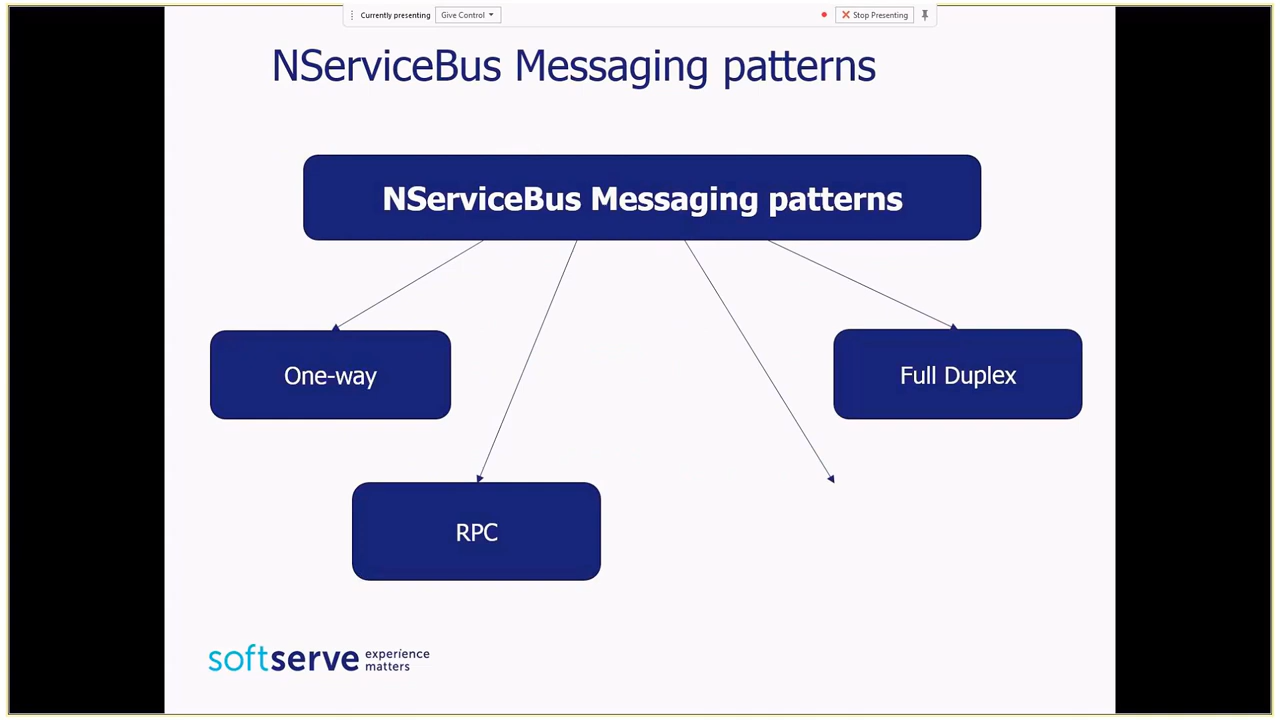 Currently presenting
Give Control
Stop Presenting
NServiceBus Messaging patterns
NServiceBus Messaging patterns
One-way
Full Duplex
RPC
softserve experience
matters